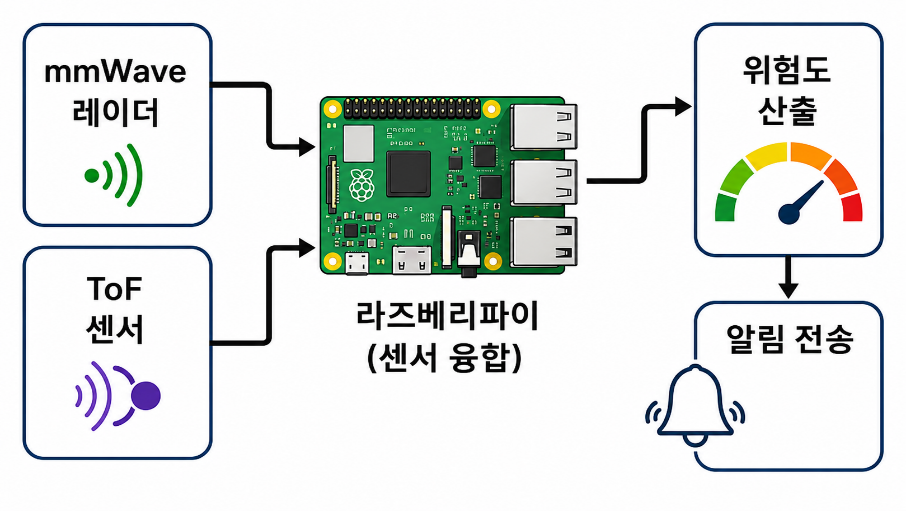 mmWave
레이더
ToF
센서
라즈베리파이
(센서 융합)
위험도
산출
알림 전송